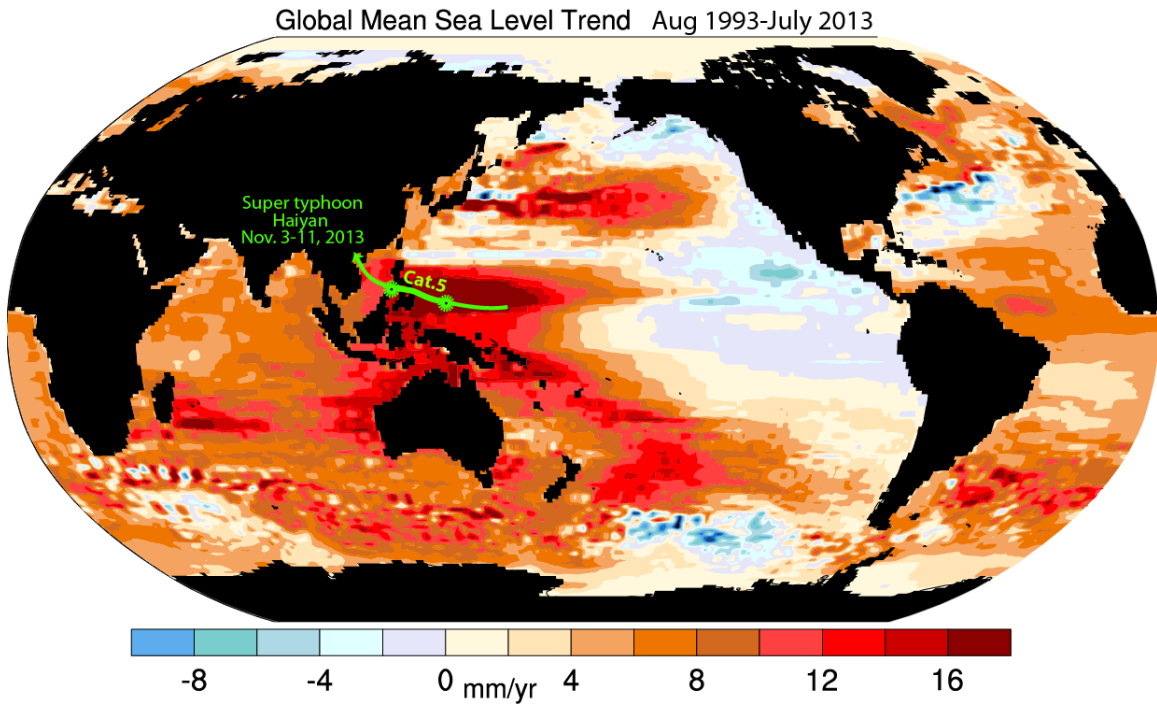 Global Mean Sea Level Trend Aug 1993-July 2013
Super typhoon
Haiyan
Nov. 3-11, 2013
Cat.5
-8 -4 0 mm/yr 4 8 12 16